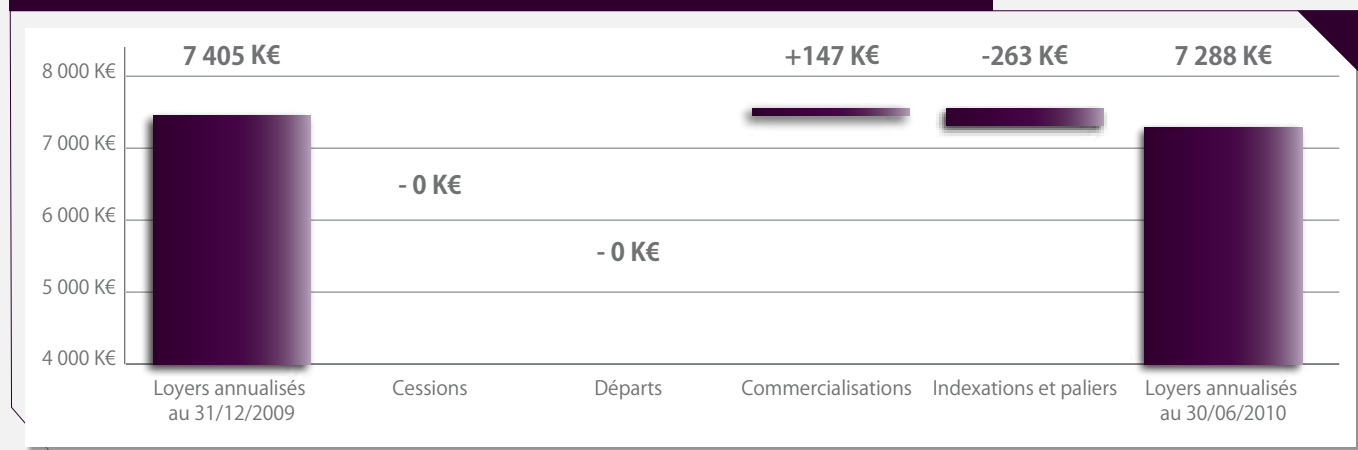 7 405 K€
+147 K€
-263 K€
7 288 K€
8 000 K€
7 000 K€
- 0 K€
6 000 K€
- 0 K€
5 000 K€
4 000 K€
Loyers annualisés
au 31/12/2009
Cessions
Départs
Commercialisations
Indexations et paliers
Loyers annualisés
au 30/06/2010